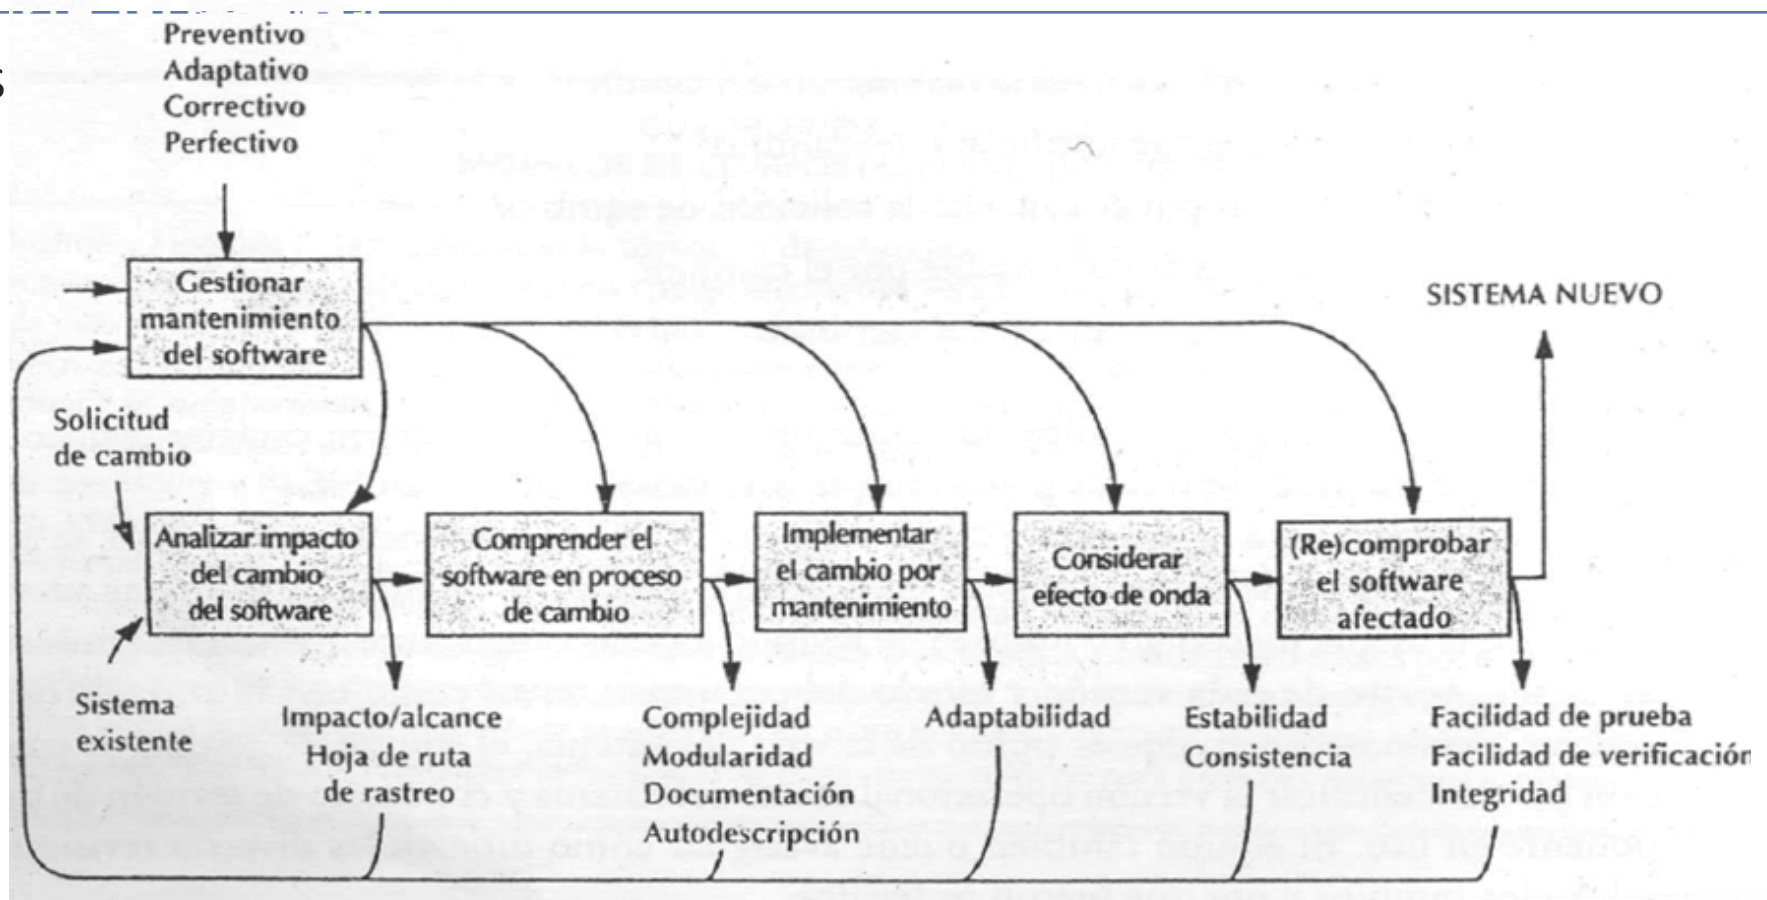 s
Preventivo
Adaptativo
Correctivo
Perfectivo
Gestionar
mantenimiento
del software
SISTEMA NUEVO
Solicitud
de cambio
Analizar impacto
del cambio
del software
Comprender el
software en proceso
de cambio
Implementar
el cambio por
mantenimiento
Considerar
efecto de onda
(Re)comprobar
el software
afectado
Sistema
existente
Impacto/alcance
Hoja de ruta
de rastreo
Complejidad
Modularidad
Documentación
Autodescripción
Adaptabilidad
Estabilidad
Consistencia
Facilidad de prueba
Facilidad de verificación
Integridad